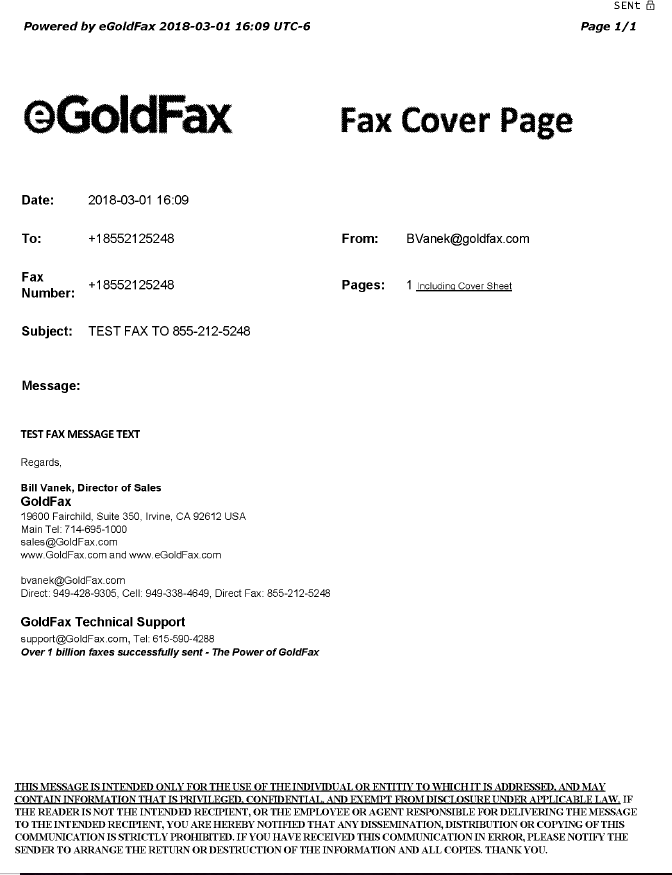 SENt
Powered by eGoldFax 2018-03-01 16:09 UTC-6 Page 1/1
eGoldFax Fax Cover Page
Date: 2018-03-01 16:09
To: +18552125248 From: BVanek@goldfax.com
Fax
Number: +18552125248 Pages: 1 Including Cover Sheet
Subject: TEST FAX TO 855-212-5248
Message:
TEST FAX MESSAGE TEXT
Regards,
Bill Vanek, Director of Sales
GoldFax
19600 Fairchild, Suite 350, Irvine, CA 92612 USA
Main Tel: 714-695-1000
sales@GoldFax.com
www.GoldFax.com and www.eGoldFax.com
bvanek@GoldFax.com
Direct: 949-428-9305, Cell: 949-338-4649, Direct Fax: 855-212-5248
GoldFax Technical Support
support@GoldFax.com, Tel: 615-590-4288
Over 1 billion faxes successfully sent - The Power of GoldFax
THIS MESSAGE IS INTENDED ONLY FOR THE USE OF THE INDIVIDUAL OR ENTITIY TO WHICH IT IS ADDRESSED, AND MAY
CONTAIN INFORMATION THAT IS PRIVILEGED, CONFIDENTIAL, AND EXEMPT FROM DISCLOSURE UNDER APPLICABLE LAW. IF
THE READER IS NOT THE INTENDED RECIPIENT, OR THE EMPLOYEE OR AGENT RESPONSIBLE FOR DELIVERING THE MESSAGE
TO THE INTENDED RECIPIENT, YOU ARE HEREBY NOTIFIED THAT ANY DISSEMINATION, DISTRIBUTION OR COPYING OF THIS
COMMUNICATION IS STRICTLY PROHIBITED. IF YOU HAVE RECEIVED THIS COMMUNICATION IN ERROR, PLEASE NOTIFY THE
SENDER TO ARRANGE THE RETURN OR DESTRUCTION OF THE INFORMATION AND ALL COPIES. THANK YOU.